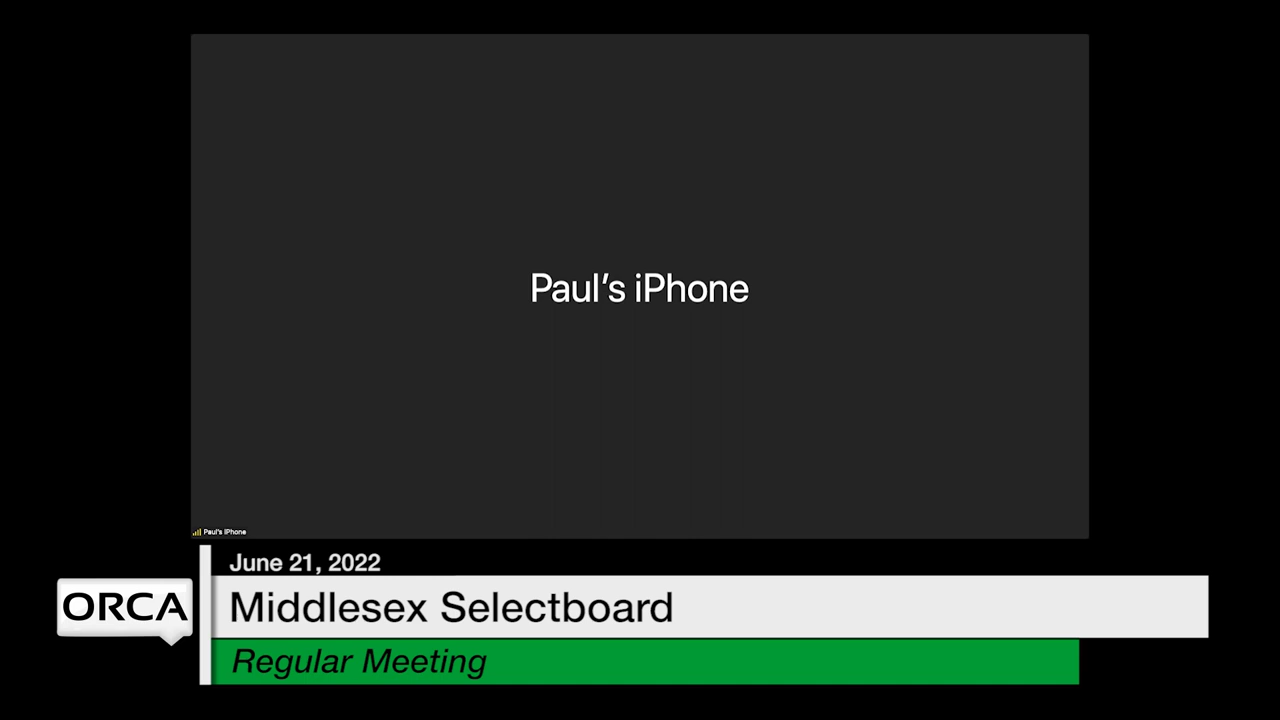 Paul's iPhone
Paul's iPhone
June 21, 2022
ORCA
Middlesex Selectboard
Regular Meeting